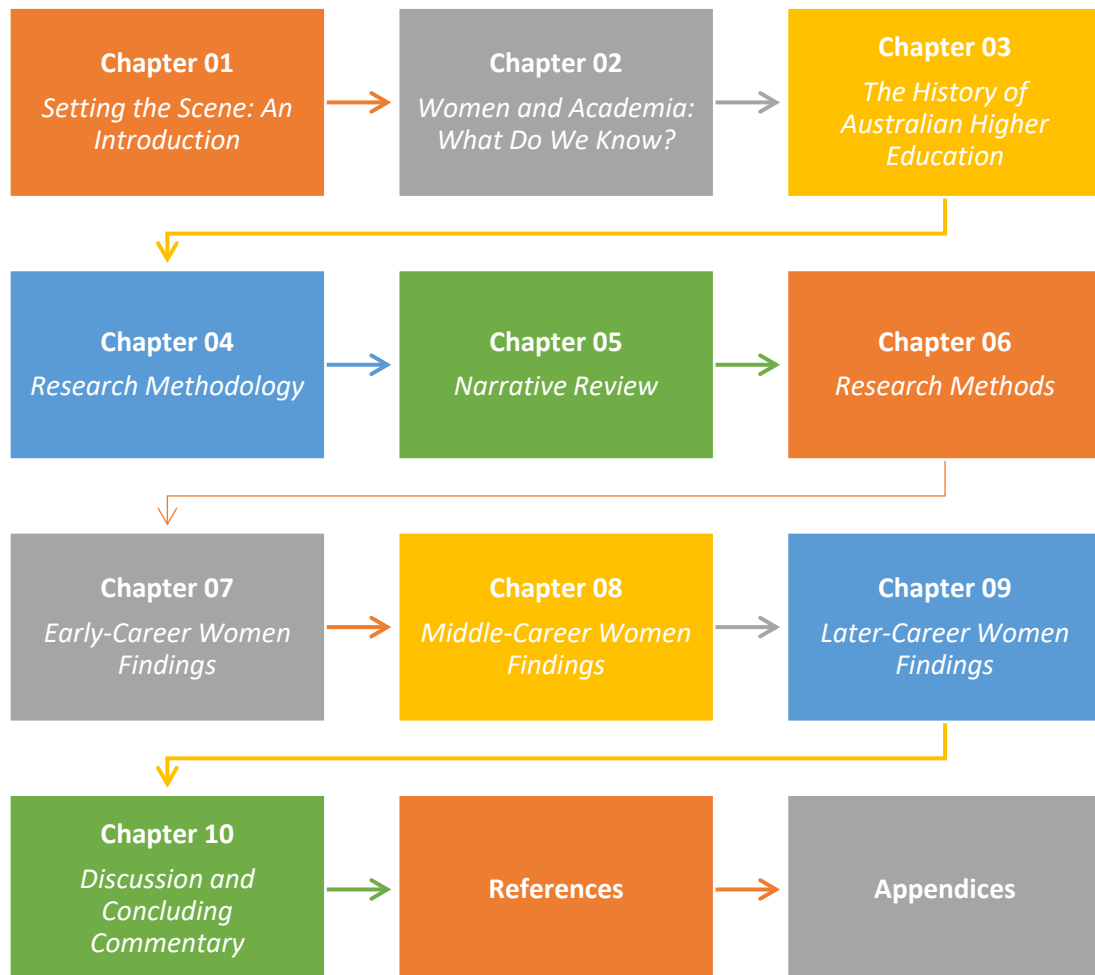 Chapter 01
Setting the Scene: An
Introduction
Chapter 02
Women and Academia:
What Do We Know?
Chapter 03
The History of
Australian Higher
Education
Chapter 04
Research Methodology
Chapter 05
Narrative Review
Chapter 06
Research Methods
Chapter 07
Early-Career Women
Findings
Chapter 08
Middle-Career Women
Findings
Chapter 09
Later-Career Women
Findings
Chapter 10
Discussion and
Concluding
Commentary
References
Appendices